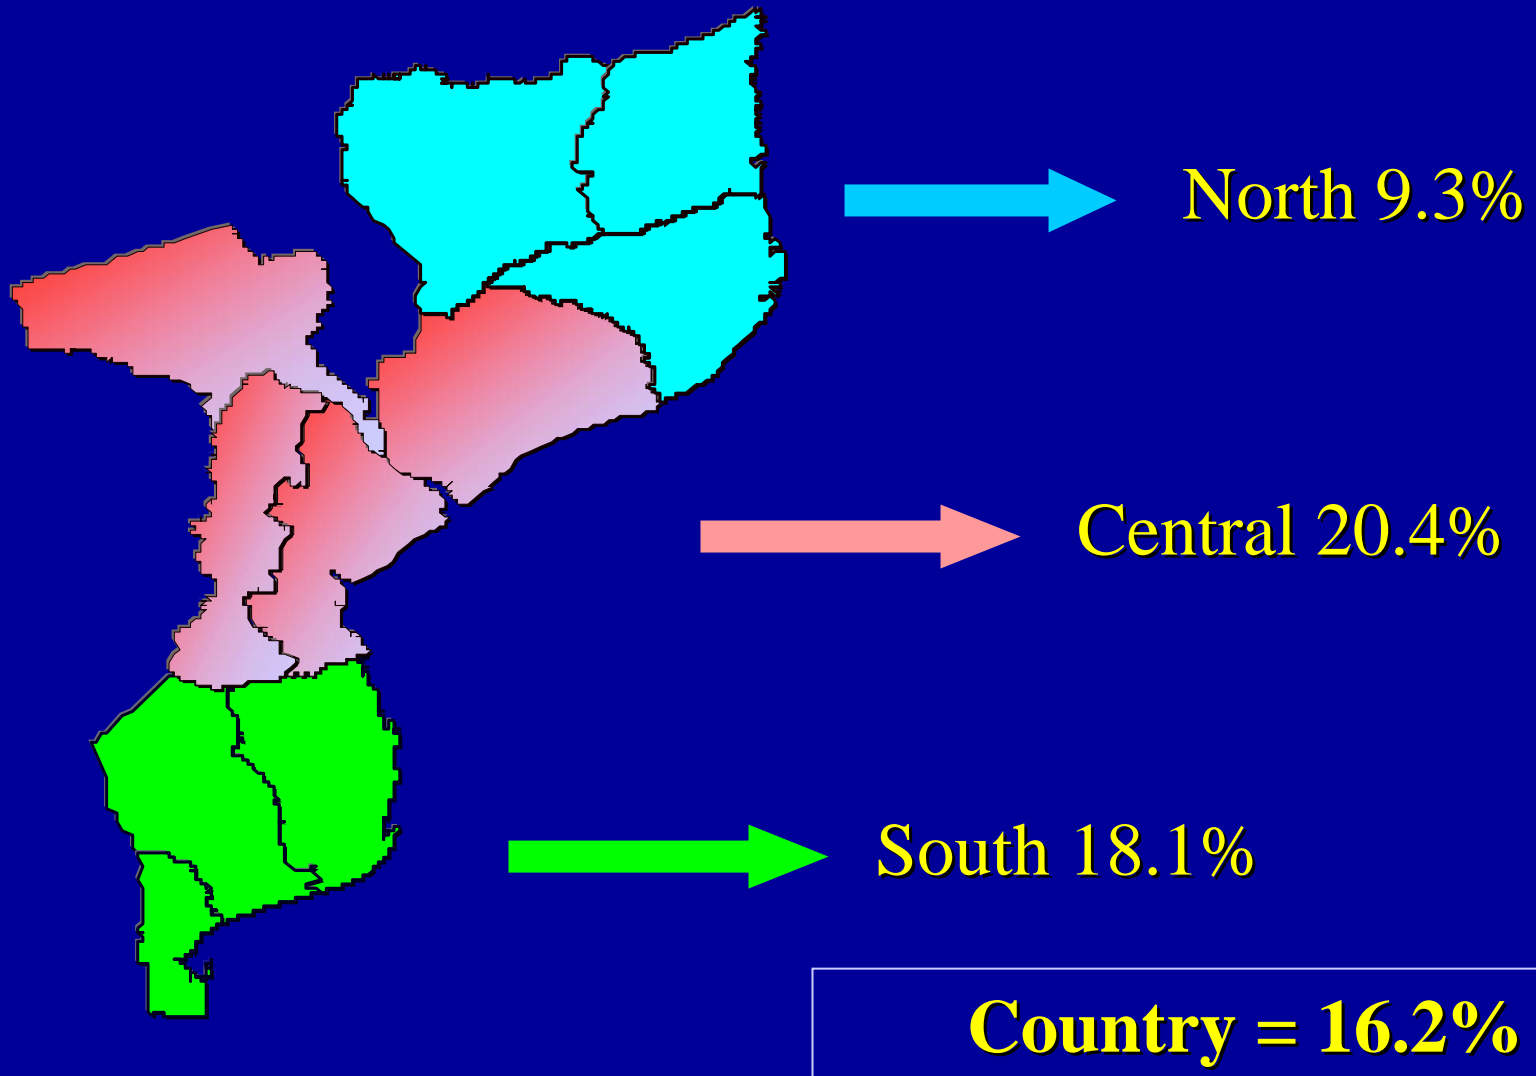 North 9.3%
Central 20.4%
South 18.1%
Country = 16.2%